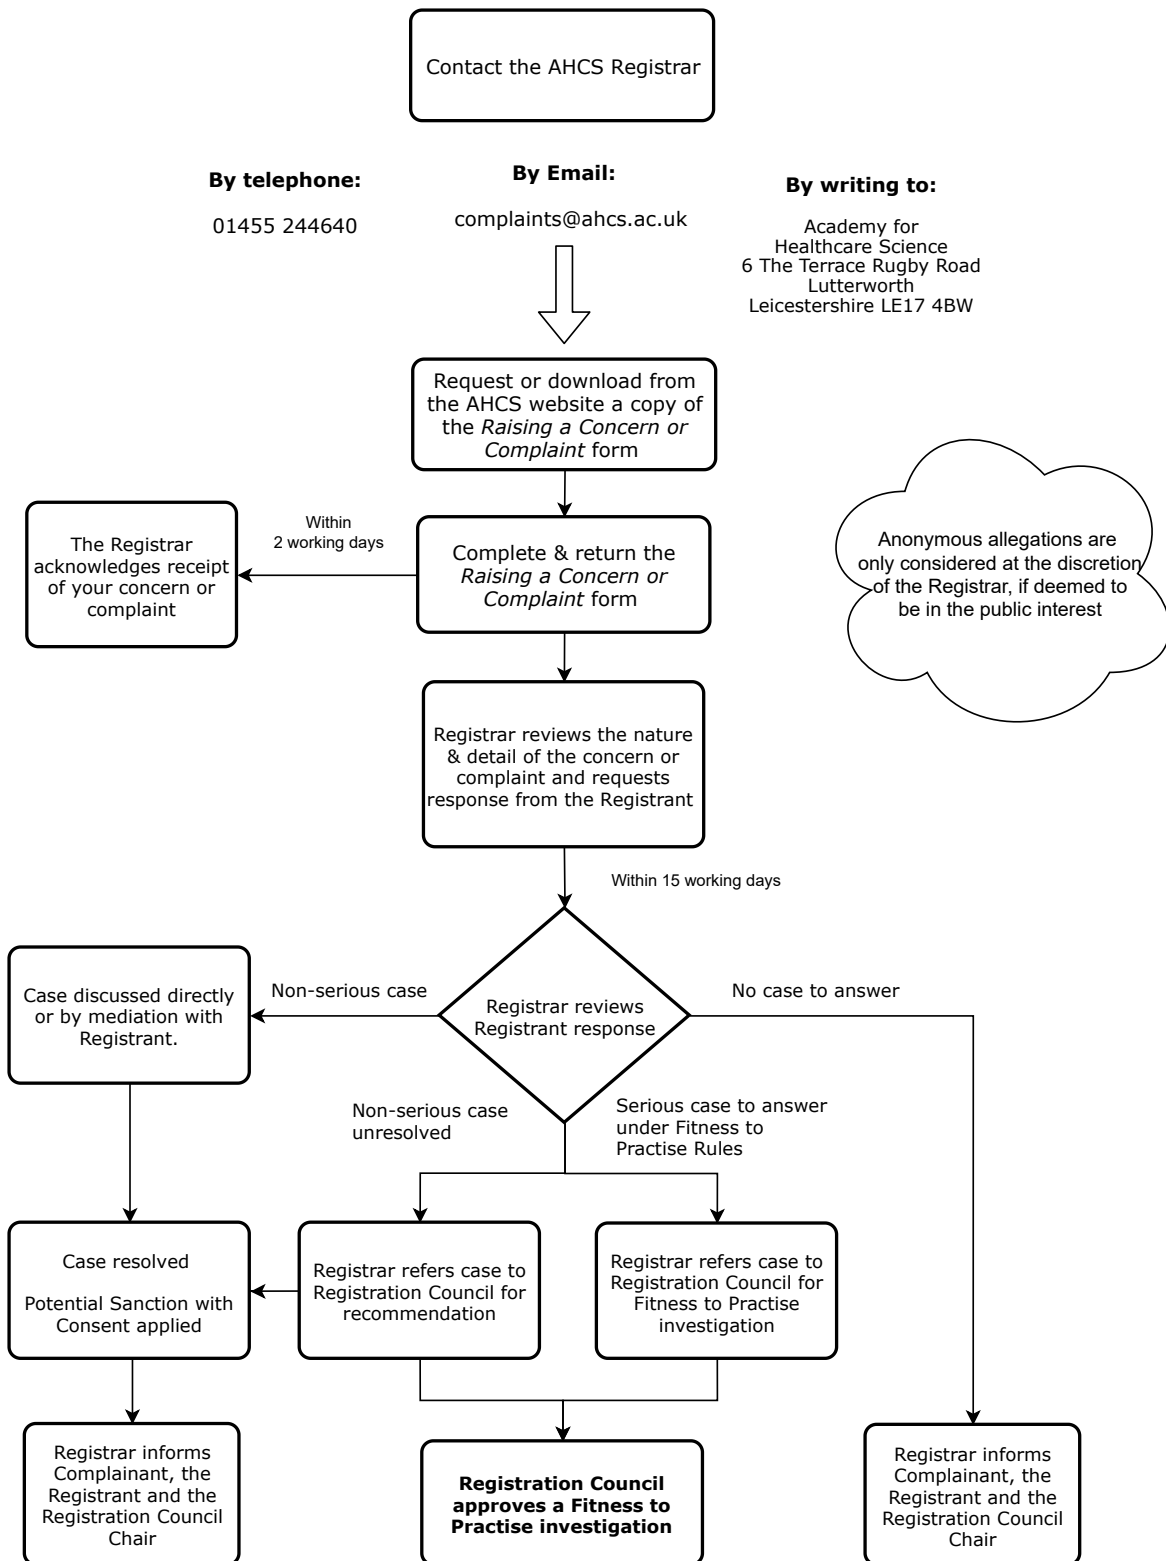 Contact the AHCS Registrar
By telephone:
01455 244640
By Email:
complaints@ahcs.ac.uk
By writing to:
Academy for
Healthcare Science
6 The Terrace Rugby Road
Lutterworth
Leicestershire LE17 4BW
Request or download from
the AHCS website a copy of
the Raising a Concern or
Complaint form
Within
2 working days
The Registrar
acknowledges receipt
of your concern or
complaint
Complete & return the
Raising a Concern or
Complaint form
Anonymous allegations are
only considered at the discretion
of the Registrar, if deemed to
be in the public interest
Registrar reviews the nature
& detail of the concern or
complaint and requests
response from the Registrant
Within 15 working days
Registrar reviews
Registrant response
Non-serious case
No case to answer
Case discussed directly
or by mediation with
Registrant.
Non-serious case
unresolved
Serious case to answer
under Fitness to
Practise Rules
Case resolved
Potential Sanction with
Consent applied
Registrar refers case to
Registration Council for
recommendation
Registrar refers case to
Registration Council for
Fitness to Practise
investigation
Registrar informs
Complainant, the
Registrant and the
Registration Council
Chair
Registration Council
approves a Fitness to
Practise investigation
Registrar informs
Complainant, the
Registrant and the
Registration Council
Chair